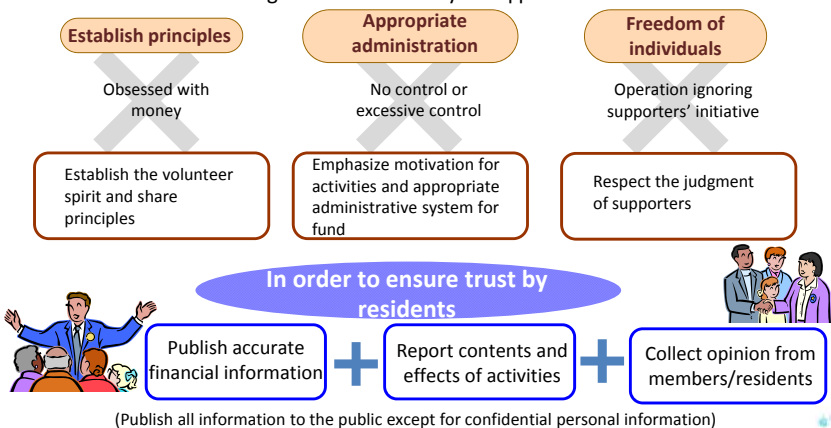 Establish principles
Appropriate
administration
Freedom of
individuals
Obsessed with
money
No control or
excessive control
Operation ignoring
supporters’ initiative
Establish the volunteer
spirit and share
principles
Emphasize motivation for
activities and appropriate
administrative system for
fund
Respect the judgment
of supporters
In order to ensure trust by
residents
Publish accurate
financial information
Report contents and
effects of activities
Collect opinion from
members/residents
(Publish all information to the public except for confidential personal information)